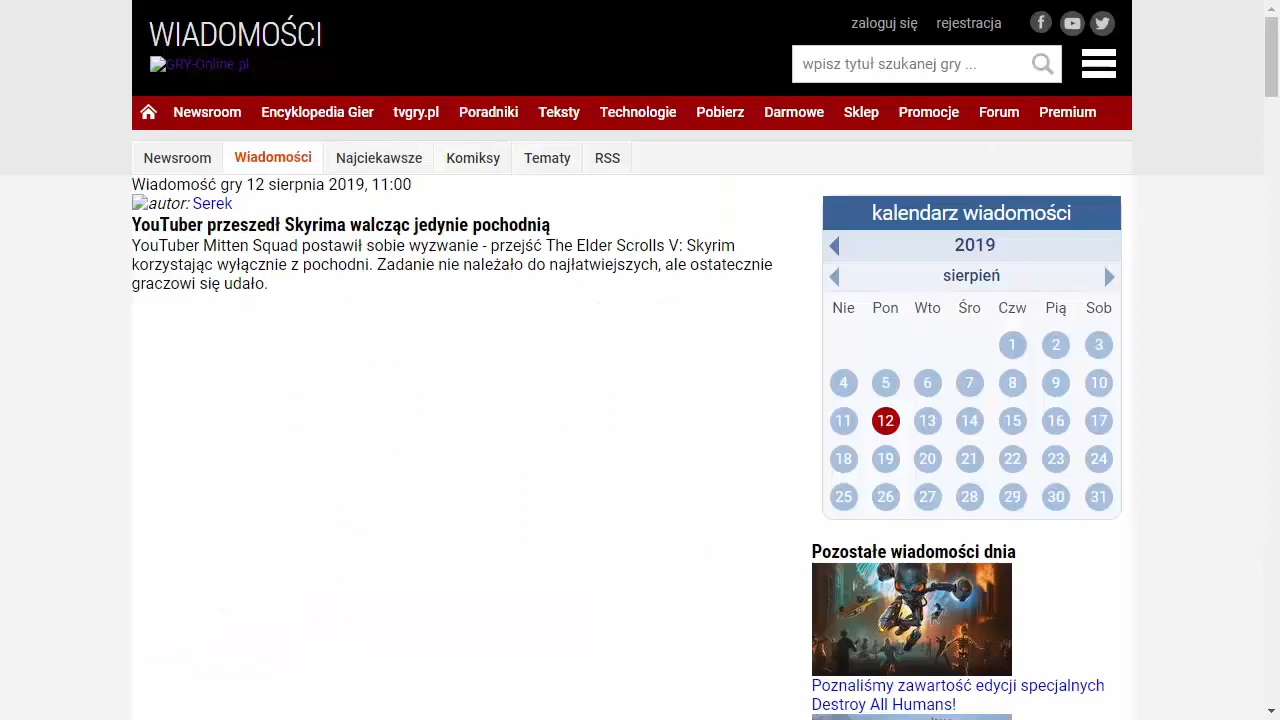 WIADOMOŚCI
GRY-Online.pl
zaloguj się rejestracja
wpisz tytuł szukanej gry ...
Newsroom Encyklopedia Gier tvgry.pl Poradniki Teksty Technologie Pobierz Darmowe Sklep Promocje Forum Premium
Newsroom Wiadomości Najciekawsze Komiksy Tematy RSS
Wiadomość gry 12 sierpnia 2019, 11:00
autor: Serek
YouTuber przeszedł Skyrima walcząc jedynie pochodnią
YouTuber Mitten Squad postawił sobie wyzwanie - przejść The Elder Scrolls V: Skyrim
korzystając wyłącznie z pochodni. Zadanie nie należało do najłatwiejszych, ale ostatecznie
graczowi się udało.
kalendarz wiadomości
2019
sierpień
Nie Pon Wto Śro Czw Pią Sob
1 2 3
4 5 6 7 8 9 10
11 12 13 14 15 16 17
18 19 20 21 22 23 24
25 26 27 28 29 30 31
Pozostałe wiadomości dnia
Poznaliśmy zawartość edycji specjalnych
Destroy All Humans!